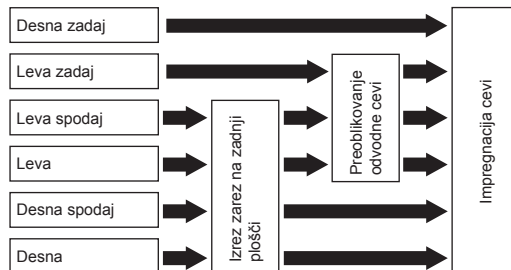 Desna zadaj
Leva zadaj
Leva spodaj
Leva
Desna spodaj
Desna
Izrez zarez na zadnji
plošči
Preoblikovanje
odvodne cevi
Impregnacija cevi